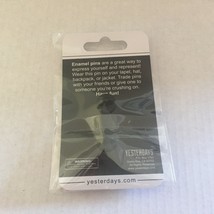 Enamel pins are a great way to
express yourself and represent!
Wear this pin on your lapel, hat,
backpack, or jacket. Trade pins
with your friends or give one to
someone you're crushing on.
Have fun!
WARNING
YESTERDAYS
yesterdays.com